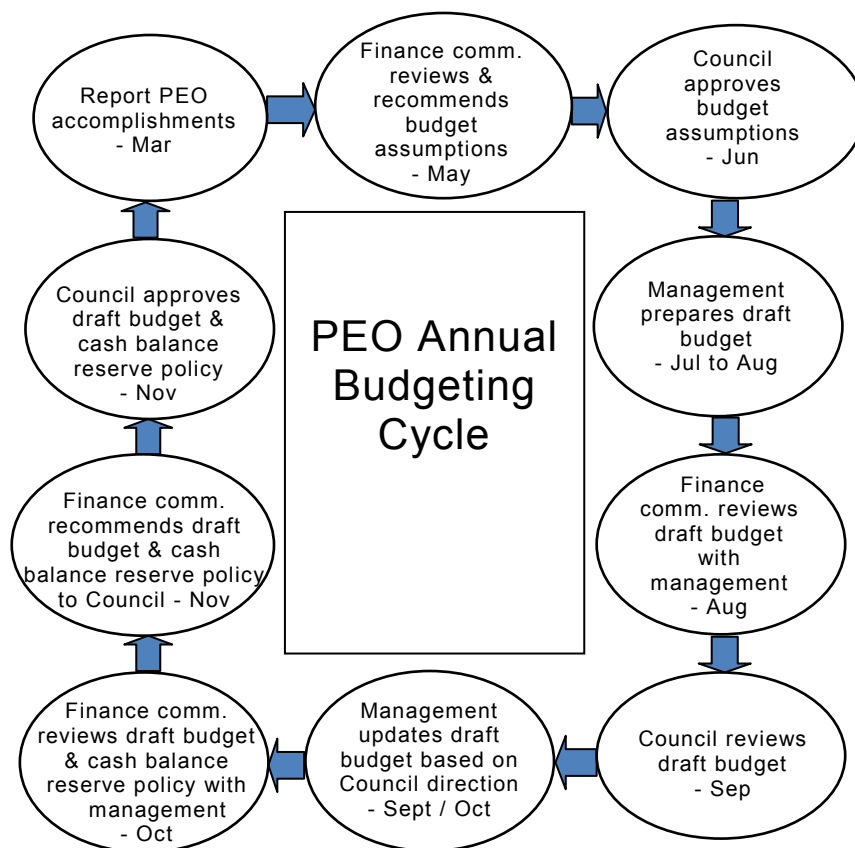 Report PEO
accomplishments
- Mar
Finance comm.
reviews &
recommends
budget
assumptions
- May
Council
approves
budget
assumptions
- Jun
Management
prepares draft
budget
- Jul to Aug
Finance
comm. reviews
draft budget
with
management
- Aug
Council reviews
draft budget
- Sep
Management
updates draft
budget based on
Council direction
- Sept / Oct
Finance comm.
reviews draft budget
& cash balance
reserve policy with
management
- Oct
Finance comm.
recommends draft
budget & cash
balance reserve policy
to Council - Nov
Council approves
draft budget &
cash balance
reserve policy
- Nov
PEO Annual
Budgeting
Cycle